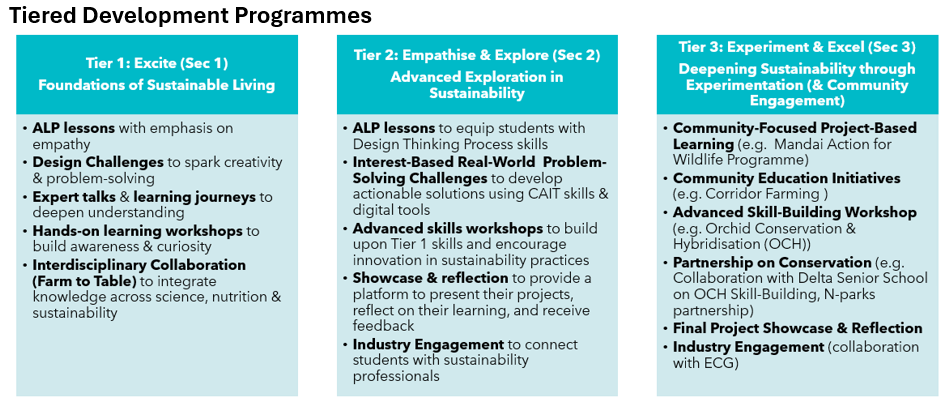 Tiered Development Programmes
Tier 1: Excite (Sec 1)
Foundations of Sustainable Living
• ALP lessons with emphasis on
empathy
• Design Challenges to spark creativity
& problem-solving
• Expert talks & learning journeys to
deepen understanding
• Hands-on learning workshops to
build awareness & curiosity
• Interdisciplinary Collaboration
(Farm to Table) to integrate
knowledge across science, nutrition &
sustainability
Tier 2: Empathise & Explore (Sec 2)
Advanced Exploration in
Sustainability
• ALP lessons to equip students with
Design Thinking Process skills
• Interest-Based Real-World Problem-
Solving Challenges to develop
actionable solutions using CAIT skills &
digital tools
• Advanced skills workshops to build
upon Tier 1 skills and encourage
innovation in sustainability practices
• Showcase & reflection to provide a
platform to present their projects,
reflect on their learning, and receive
feedback
• Industry Engagement to connect
students with sustainability
professionals
Tier 3: Experiment & Excel (Sec 3)
Deepening Sustainability through
Experimentation (& Community
Engagement)
• Community-Focused Project-Based
Learning (e.g. Mandai Action for
Wildlife Programme)
• Community Education Initiatives
(e.g. Corridor Farming )
• Advanced Skill-Building Workshop
(e.g. Orchid Conservation &
Hybridisation (OCH))
• Partnership on Conservation (e.g.
Collaboration with Delta Senior School
on OCH Skill-Building, N-parks
partnership)
• Final Project Showcase & Reflection
• Industry Engagement (collaboration
with ECG)